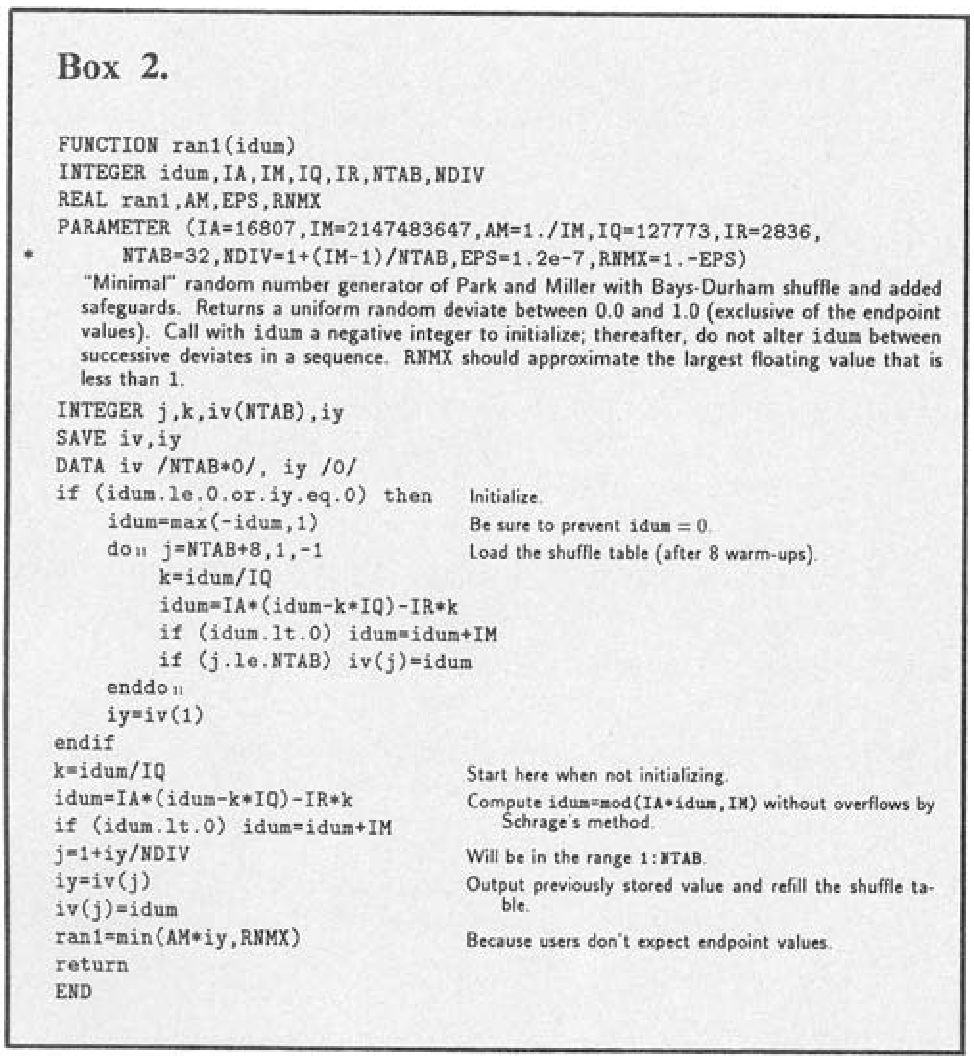 Box 2.
FUNCTION ran1(idum)
INTEGER idum,IA,IM,IQ,IR,NTAB,NDIV
REAL ran1,AM,EPS,RNMX
PARAMETER (IA=16807,IM=2147483647,AM=1./IM,IQ=127773,IR=2836,
* NTAB=32,NDIV=1+(IM-1)/NTAB,EPS=1.2e-7,RNMX=1.-EPS)
"Minimal" random number generator of Park and Miller with Bays-Durham shuffle and added
safeguards. Returns a uniform random deviate between 0.0 and 1.0 (exclusive of the endpoint
values). Call with idum a negative integer to initialize; thereafter, do not alter idum between
successive deviates in a sequence. RNMX should approximate the largest floating value that is
less than 1.
INTEGER j,k,iv(NTAB),iy
SAVE iv,iy
DATA iv /NTAB*0/, iy /0/
if (idum.le.0.or.iy.eq.0) then Initialize.
idum=max(-idum,1) Be sure to prevent idum = 0.
do 11 j=NTAB+8,1,-1 Load the shuffle table (after 8 warm-ups).
k=idum/IQ
idum=IA*(idum-k*IQ)-IR*k
if (idum.lt.0) idum=idum+IM
if (j.le.NTAB) iv(j)=idum
enddo 11
iy=iv(1)
endif
k=idum/IQ Start here when not initializing.
idum=IA*(idum-k*IQ)-IR*k Compute idum=mod(IA*idum,IM) without overflows by
if (idum.lt.0) idum=idum+IM Schrage's method.
j=1+iy/NDIV Will be in the range 1:NTAB.
iy=iv(j) Output previously stored value and refill the shuffle ta-
iv(j)=idum ble.
ran1=min(AM*iy,RNMX) Because users don't expect endpoint values.
return
END